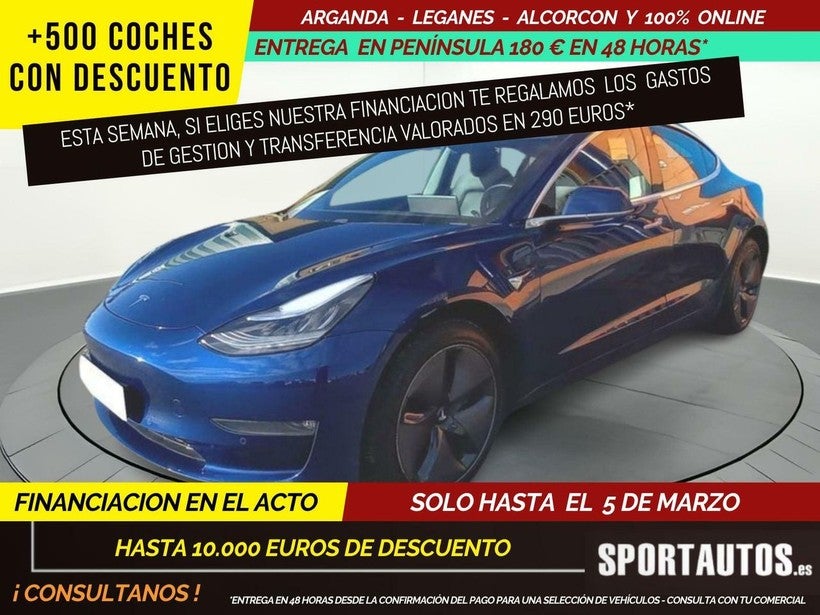 +500 COCHES
CON DESCUENTO
ARGANDA - LEGANES - ALCORCON Y 100% ONLINE
ENTREGA EN PENÍNSULA 180 € EN 48 HORAS*
ESTA SEMANA, SI ELIGES NUESTRA FINANCIACION TE REGALAMOS LOS GASTOS
DE GESTION Y TRANSFERENCIA VALORADOS EN 290 EUROS*
FINANCIACION EN EL ACTO
SOLO HASTA EL 5 DE MARZO
HASTA 10.000 EUROS DE DESCUENTO
SPORTAUTOS.es
¡ CONSULTANOS !
*ENTREGA EN 48 HORAS DESDE LA CONFIRMACIÓN DEL PAGO PARA UNA SELECCIÓN DE VEHÍCULOS - CONSULTA CON TU COMERCIAL